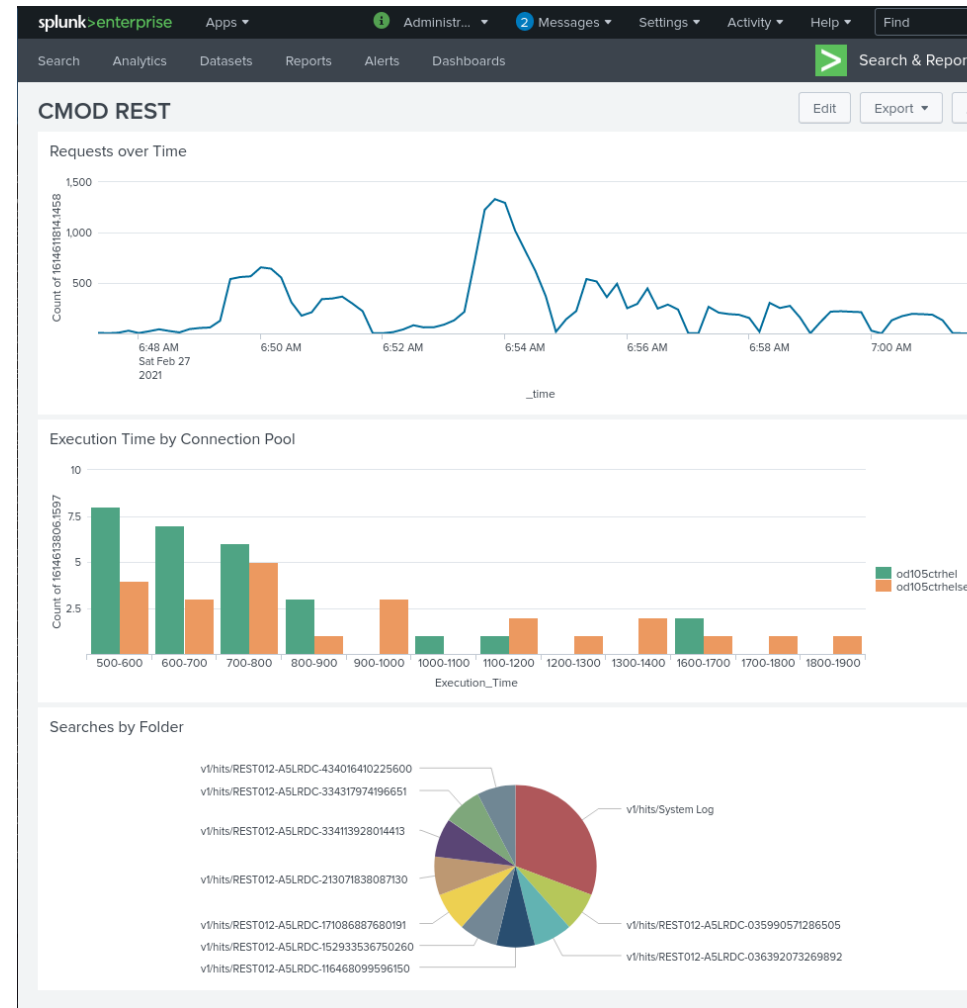 splunk>enterprise Apps Administr... 2 Messages Settings Activity Help Find
Search Analytics Datasets Reports Alerts Dashboards Search & Repor
CMOD REST Edit Export
Requests over Time
Count of 1614611814.1458
1,500
1,000
500
6:48 AM 6:50 AM 6:52 AM 6:54 AM 6:56 AM 6:58 AM 7:00 AM
Sat Feb 27
2021
_time
Execution Time by Connection Pool
Count of 1614613806.1597
10
7.5
5
2.5
500-600 600-700 700-800 800-900 900-1000 1000-1100 1100-1200 1200-1300 1300-1400 1600-1700 1700-1800 1800-1900
Execution_Time
od105ctrhel
od105ctrhelse
Searches by Folder
v1/hits/REST012-A5LRDC-434016410225600
v1/hits/REST012-A5LRDC-334317974196651
v1/hits/System Log
v1/hits/REST012-A5LRDC-334113928014413
v1/hits/REST012-A5LRDC-213071838087130
v1/hits/REST012-A5LRDC-171086887680191
v1/hits/REST012-A5LRDC-035990571286505
v1/hits/REST012-A5LRDC-152933536750260
v1/hits/REST012-A5LRDC-036392073269892
v1/hits/REST012-A5LRDC-116468099596150